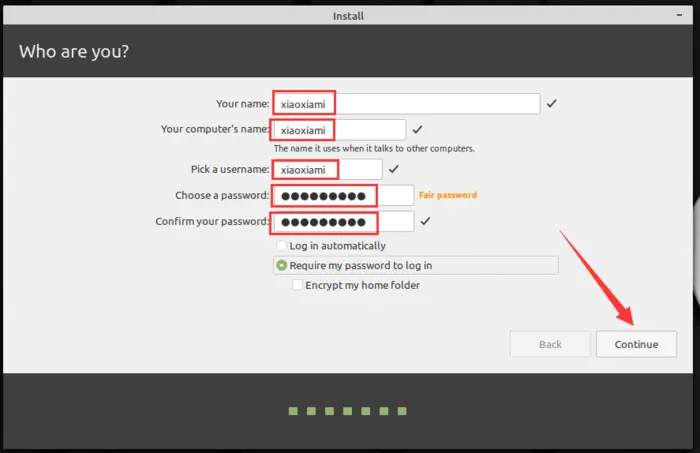 Install
Who are you?
Your name: xiaoxiami
Your computer's name: xiaoxiami
The name it uses when it talks to other computers.
Pick a username: xiaoxiami
Choose a password: ●●●●●●●●● Fair password
Confirm your password: ●●●●●●●●●
Log in automatically
Require my password to log in
Encrypt my home folder
Back Continue